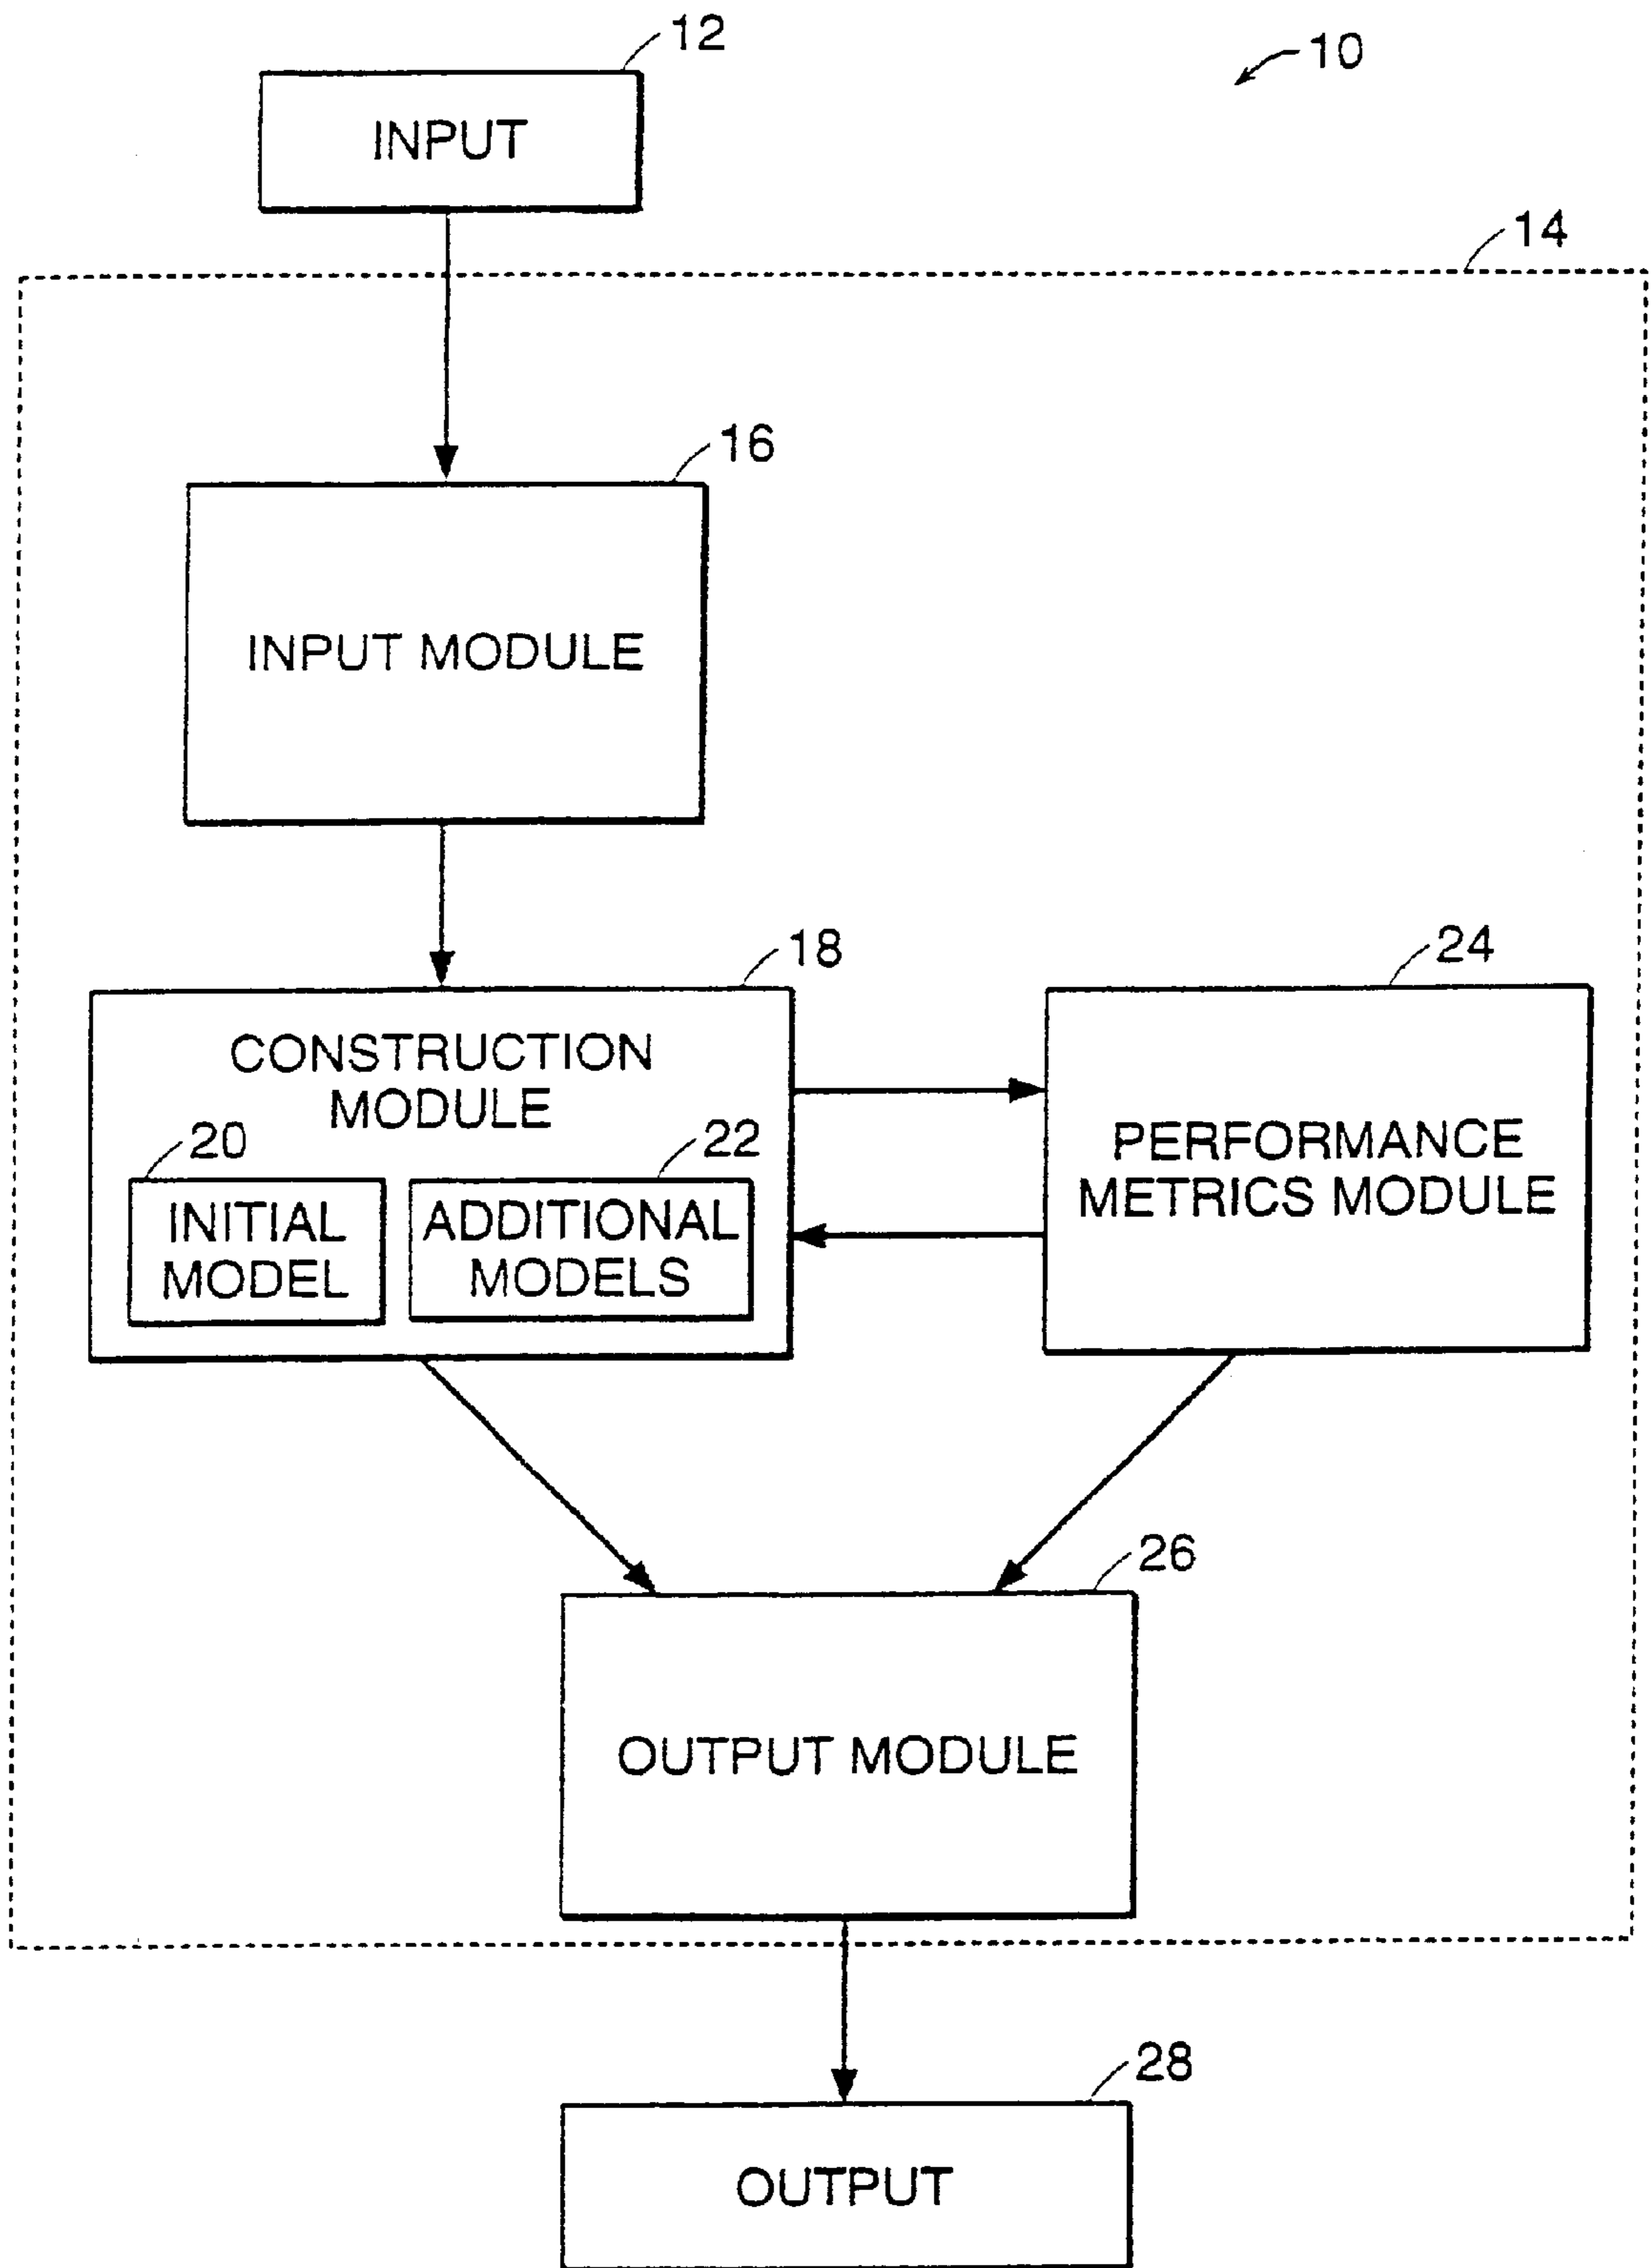 12
10
INPUT
14
16
INPUT MODULE
18
24
CONSTRUCTION
MODULE
20
22
PERFORMANCE
METRICS MODULE
INITIAL
MODEL
ADDITIONAL
MODELS
26
OUTPUT MODULE
28
OUTPUT